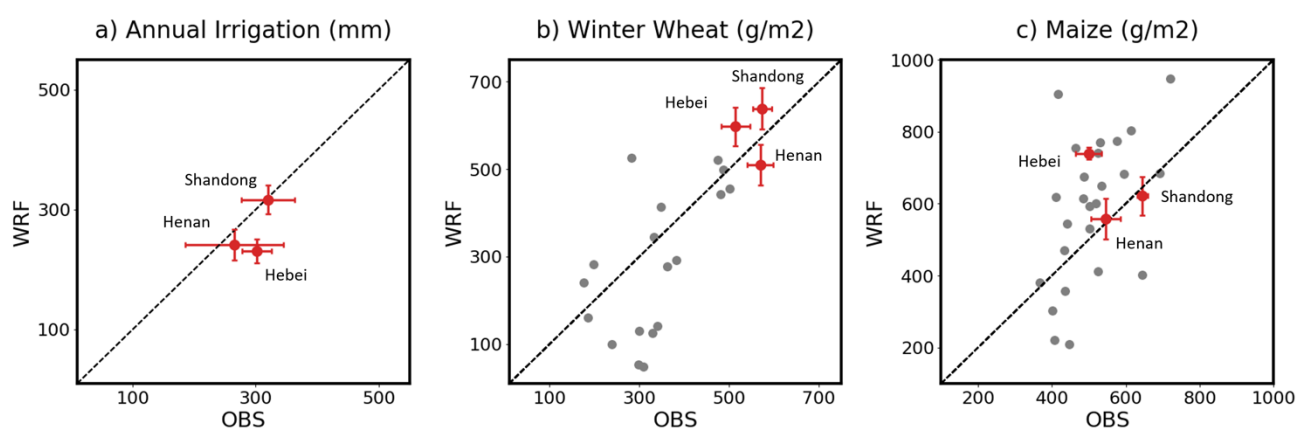 a) Annual Irrigation (mm)
WRF
500
300
100
Shandong
Henan
Hebei
100 300 500
OBS
b) Winter Wheat (g/m2)
WRF
700
500
300
100
Shandong
Hebei
Henan
100 300 500 700
OBS
c) Maize (g/m2)
WRF
1000
800
600
400
200
Hebei
Shandong
Henan
200 400 600 800 1000
OBS